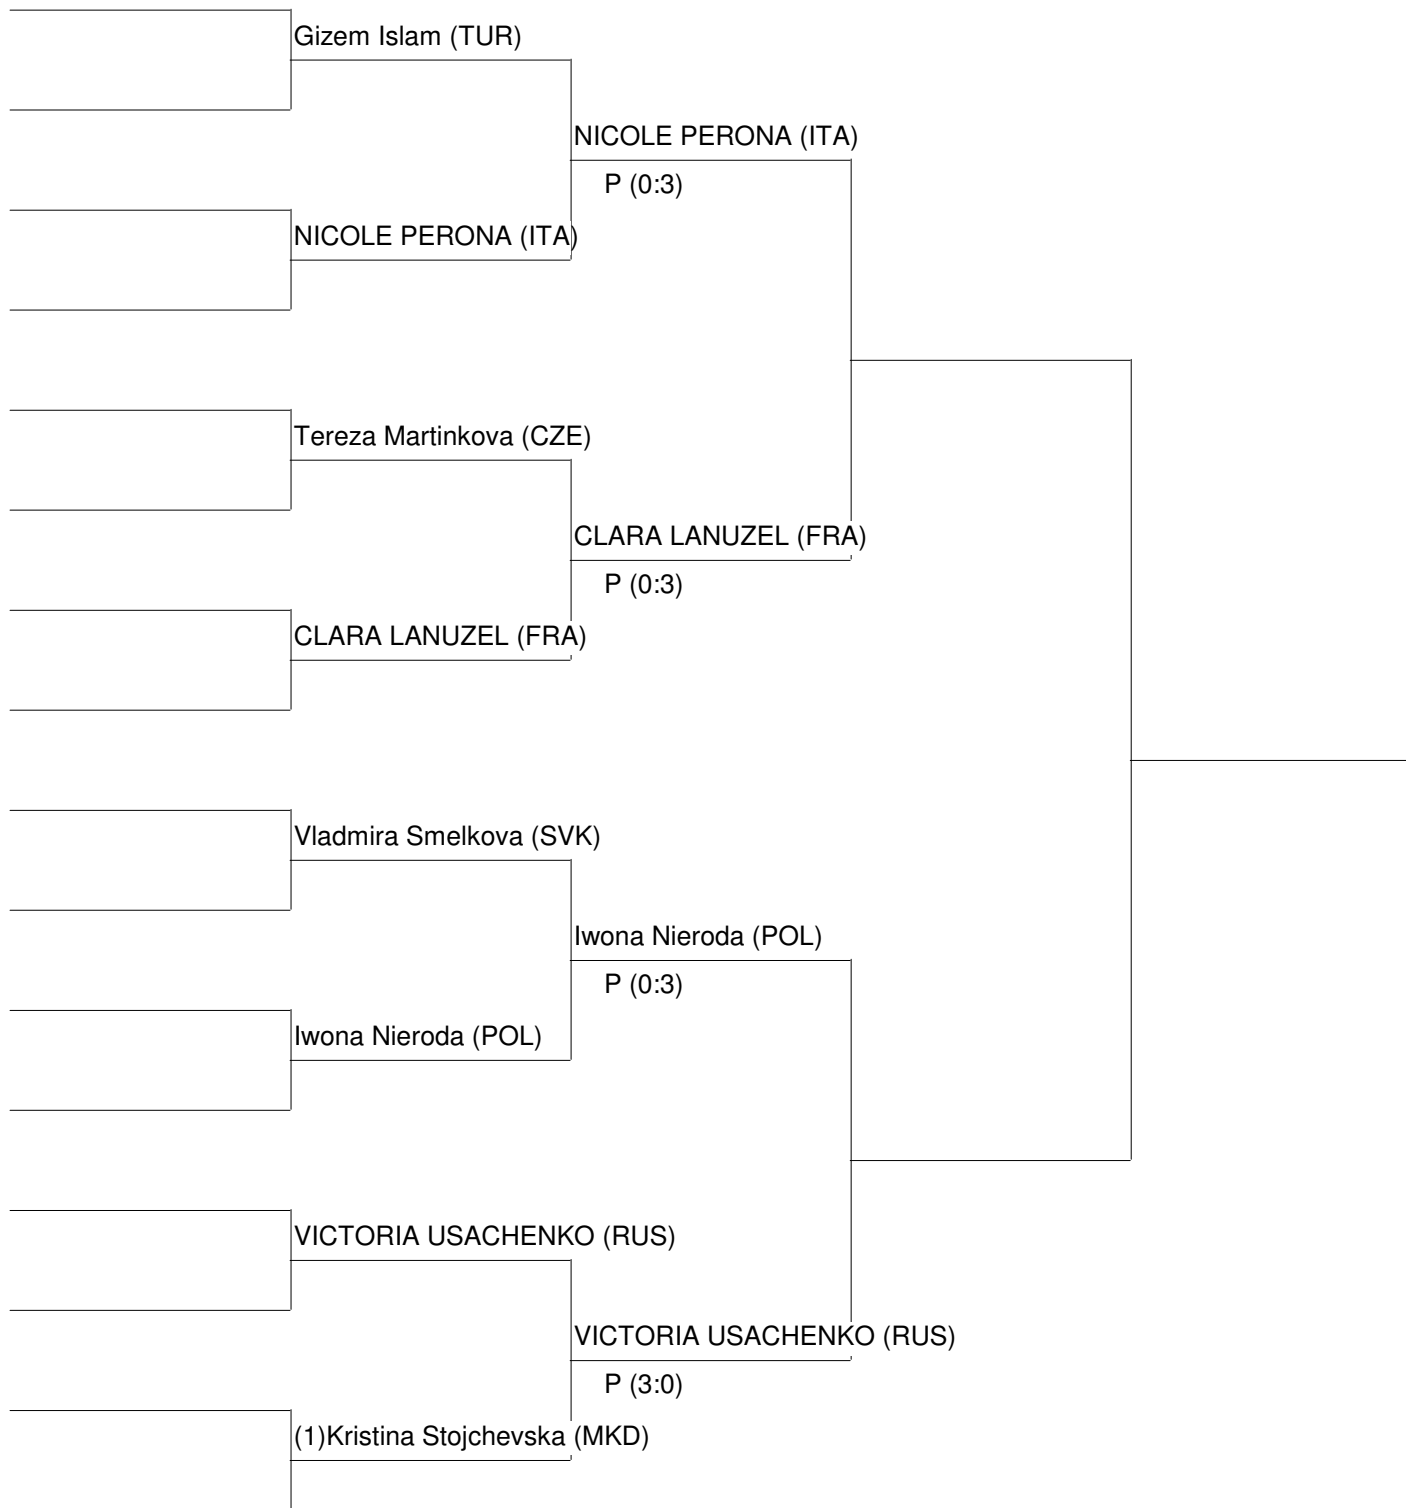 Gizem Islam (TUR)
NICOLE PERONA (ITA)
P (0:3)
NICOLE PERONA (ITA)
Tereza Martinkova (CZE)
CLARA LANUZEL (FRA)
P (0:3)
CLARA LANUZEL (FRA)
Vladmira Smelkova (SVK)
Iwona Nieroda (POL)
P (0:3)
Iwona Nieroda (POL)
VICTORIA USACHENKO (RUS)
VICTORIA USACHENKO (RUS)
P (3:0)
(1)Kristina Stojchevska (MKD)